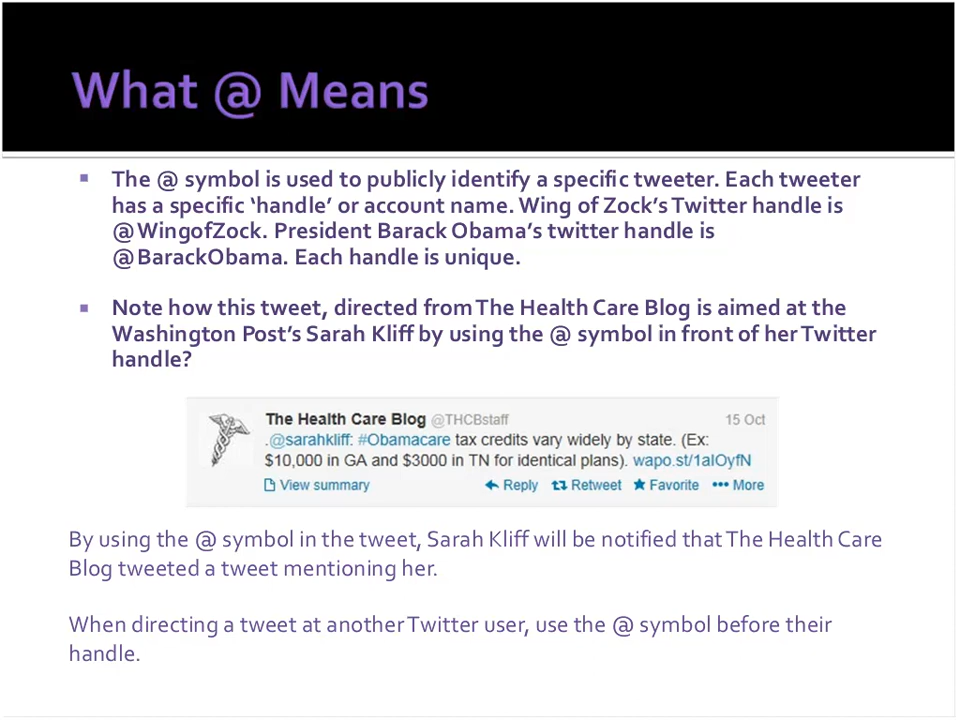 What @ Means
The @ symbol is used to publicly identify a specific tweeter. Each tweeter
has a specific ‘handle’ or account name. Wing of Zock’s Twitter handle is
@WingofZock. President Barack Obama’s twitter handle is
@BarackObama. Each handle is unique.
Note how this tweet, directed from The Health Care Blog is aimed at the
Washington Post’s Sarah Kliff by using the @ symbol in front of her Twitter
handle?
The Health Care Blog @THCBstaff 15 Oct
.@sarahkliff: #Obamacare tax credits vary widely by state. (Ex:
$10,000 in GA and $3000 in TN for identical plans). wapo.st/1aIOyfN
View summary Reply Retweet Favorite More
By using the @ symbol in the tweet, Sarah Kliff will be notified that The Health Care
Blog tweeted a tweet mentioning her.
When directing a tweet at another Twitter user, use the @ symbol before their
handle.